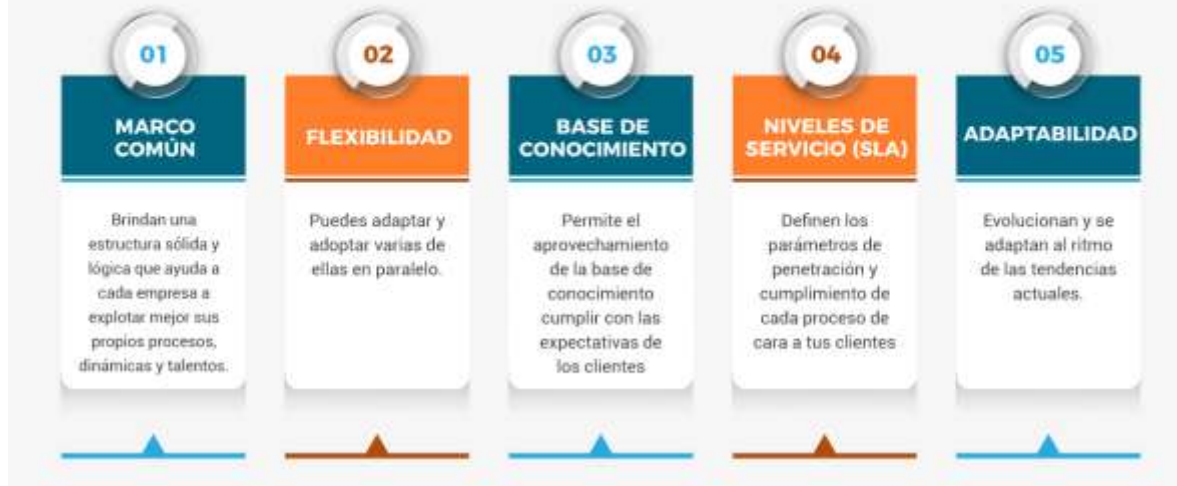 01
MARCO
COMÚN
Brindan una
estructura sólida y
lógica que ayuda a
cada empresa a
explotar mejor sus
propios procesos,
dinámicas y talentos.
02
FLEXIBILIDAD
Puedes adaptar y
adoptar varias de
ellas en paralelo.
03
BASE DE
CONOCIMIENTO
Permite el
aprovechamiento
de la base de
conocimiento
cumplir con las
expectativas de
los clientes
04
NIVELES DE
SERVICIO (SLA)
Definen los
parámetros de
penetración y
cumplimiento de
cada proceso de
cara a tus clientes
05
ADAPTABILIDAD
Evolucionan y se
adaptan al ritmo
de las tendencias
actuales.